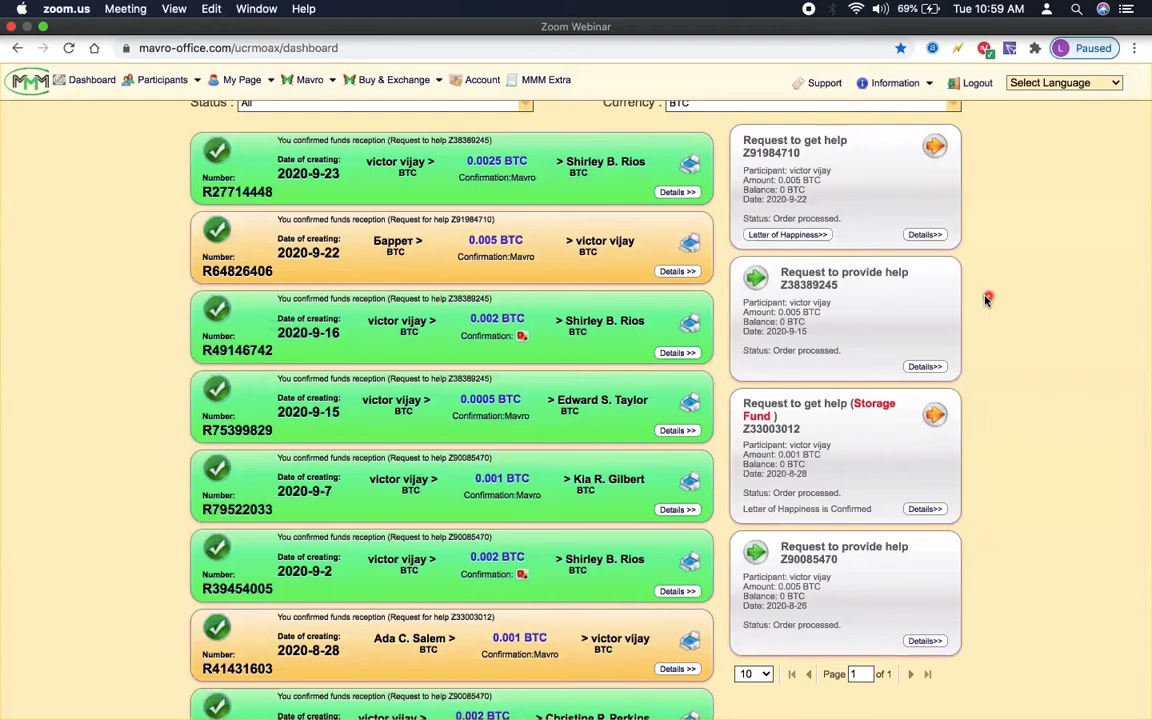 zoom.us Meeting View Edit Window Help 69% Tue 10:59 AM
Zoom Webinar
mavro-office.com/ucrmoax/dashboard L Paused
MMM Dashboard Participants My Page Mavro Buy & Exchange Account MMM Extra Support Information Logout Select Language
Status : All Currency : BTC
You confirmed funds reception (Request to help Z38389245)
Date of creating:
2020-9-23
Number:
R27714448
victor vijay >
BTC
0.0025 BTC
Confirmation:Mavro
> Shirley B. Rios
BTC
Details >>
You confirmed funds reception (Request for help Z91984710)
Date of creating:
2020-9-22
Number:
R64826406
Баррет >
BTC
0.005 BTC
Confirmation:Mavro
> victor vijay
BTC
Details >>
You confirmed funds reception (Request to help Z38389245)
Date of creating:
2020-9-16
Number:
R49146742
victor vijay >
BTC
0.002 BTC
Confirmation:
> Shirley B. Rios
BTC
Details >>
You confirmed funds reception (Request to help Z38389245)
Date of creating:
2020-9-15
Number:
R75399829
victor vijay >
BTC
0.0005 BTC
Confirmation:Mavro
> Edward S. Taylor
BTC
Details >>
You confirmed funds reception (Request to help Z90085470)
Date of creating:
2020-9-7
Number:
R79522033
victor vijay >
BTC
0.001 BTC
Confirmation:Mavro
> Kia R. Gilbert
BTC
Details >>
You confirmed funds reception (Request to help Z90085470)
Date of creating:
2020-9-2
Number:
R39454005
victor vijay >
BTC
0.002 BTC
Confirmation:
> Shirley B. Rios
BTC
Details >>
You confirmed funds reception (Request for help Z33003012)
Date of creating:
2020-8-28
Number:
R41431603
Ada C. Salem >
BTC
0.001 BTC
Confirmation:Mavro
> victor vijay
BTC
Details >>
You confirmed funds reception (Request to help Z90085470)
Date of creating:
victor vijay >
0.002 BTC
> Christine R. Perkins
Request to get help
Z91984710
Participant: victor vijay
Amount: 0.005 BTC
Balance: 0 BTC
Date: 2020-9-22
Status: Order processed.
Letter of Happiness>> Details>>
Request to provide help
Z38389245
Participant: victor vijay
Amount: 0.005 BTC
Balance: 0 BTC
Date: 2020-9-15
Status: Order processed.
Details>>
Request to get help (Storage
Fund )
Z33003012
Participant: victor vijay
Amount: 0.001 BTC
Balance: 0 BTC
Date: 2020-8-28
Status: Order processed.
Letter of Happiness is Confirmed Details>>
Request to provide help
Z90085470
Participant: victor vijay
Amount: 0.005 BTC
Balance: 0 BTC
Date: 2020-8-26
Status: Order processed.
Details>>
10 Page 1 of 1